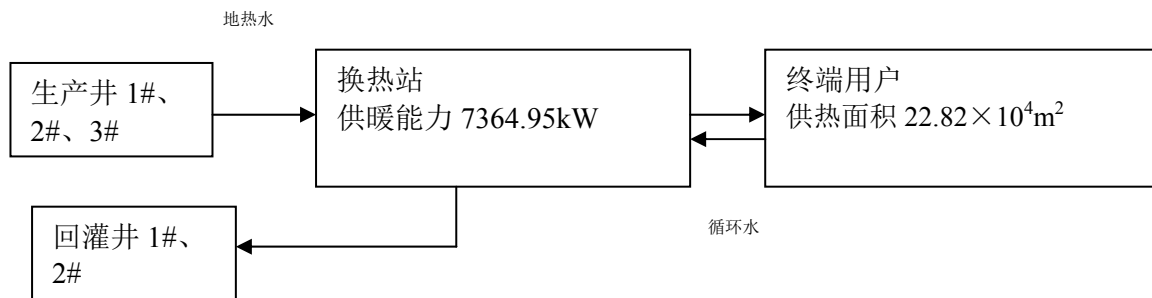 地热水
生产井 1#、
2#、3#
换热站
供暖能力 7364.95kW
终端用户
供热面积 22.82×10⁴m²
循环水
回灌井 1#、
2#